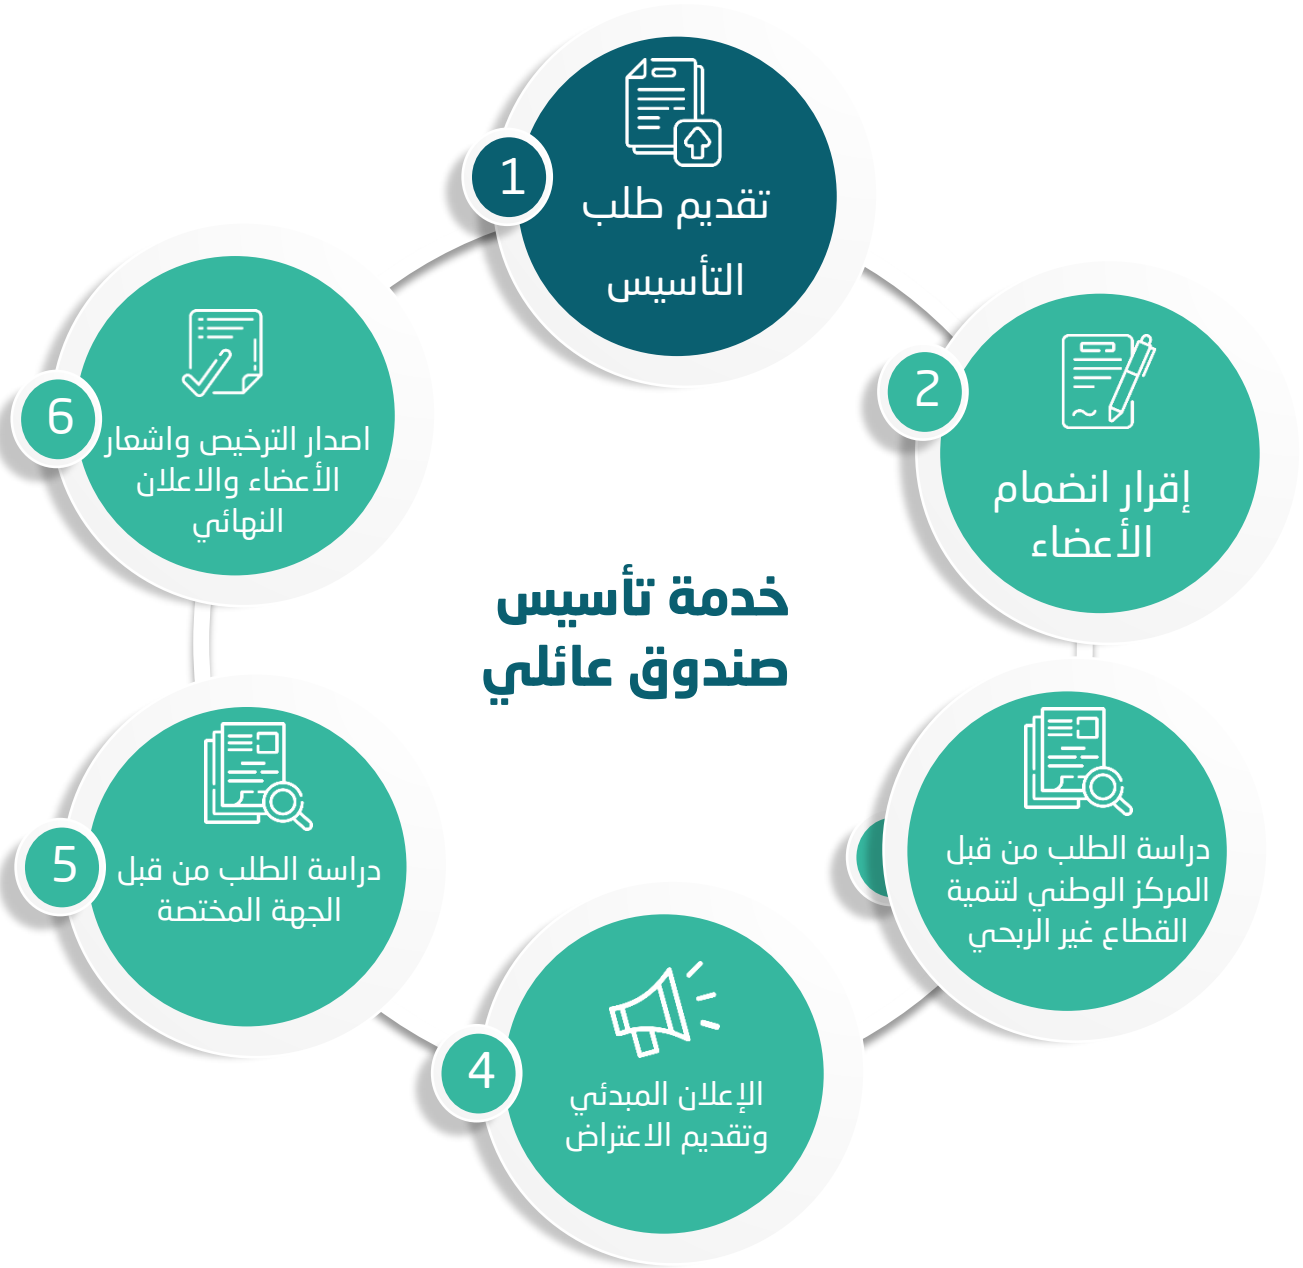 1
تقديم طلب
التأسيس
2
إقرار انضمام
الأعضاء
دراسة الطلب من قبل
المركز الوطني لتنمية
القطاع غير الربحي
4
الإعلان المبدئي
وتقديم الاعتراض
5
دراسة الطلب من قبل
الجهة المختصة
6
اصدار الترخيص واشعار
الأعضاء والاعلان
النهائي
خدمة تأسيس
صندوق عائلي